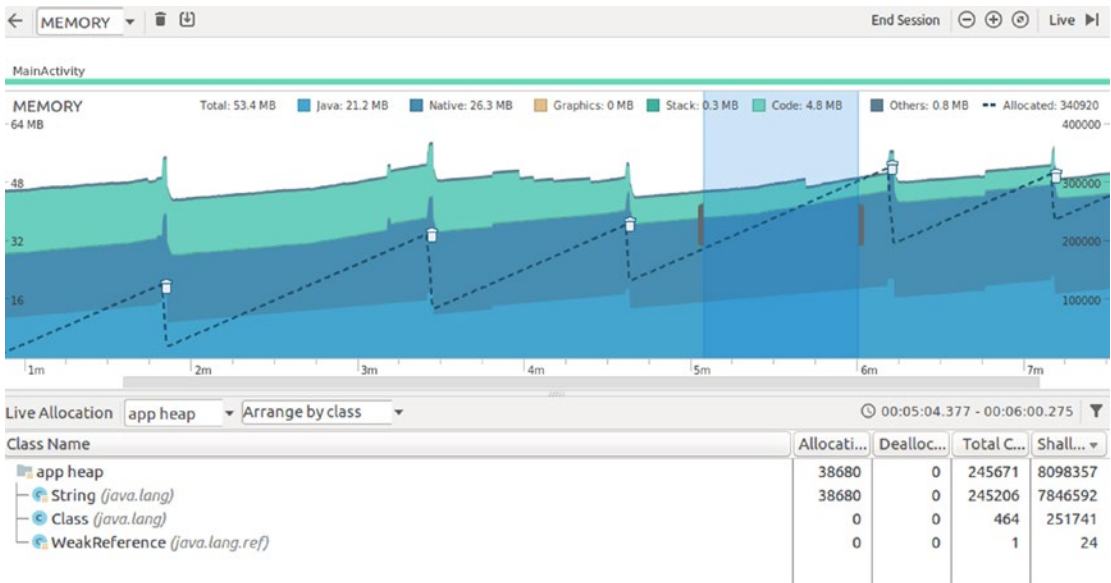 MEMORY End Session Live
MainActivity
MEMORY Total: 53.4 MB Java: 21.2 MB Native: 26.3 MB Graphics: 0 MB Stack: 0.3 MB Code: 4.8 MB Others: 0.8 MB Allocated: 340920
64 MB 400000
48 300000
32 200000
16 100000
1m 2m 3m 4m 5m 6m 7m
Live Allocation app heap Arrange by class 00:05:04.377 - 00:06:00.275
Class Name Allocati... Dealloc... Total C... Shall...
app heap 38680 0 245671 8098357
String (java.lang) 38680 0 245206 7846592
Class (java.lang) 0 0 464 251741
WeakReference (java.lang.ref) 0 0 1 24